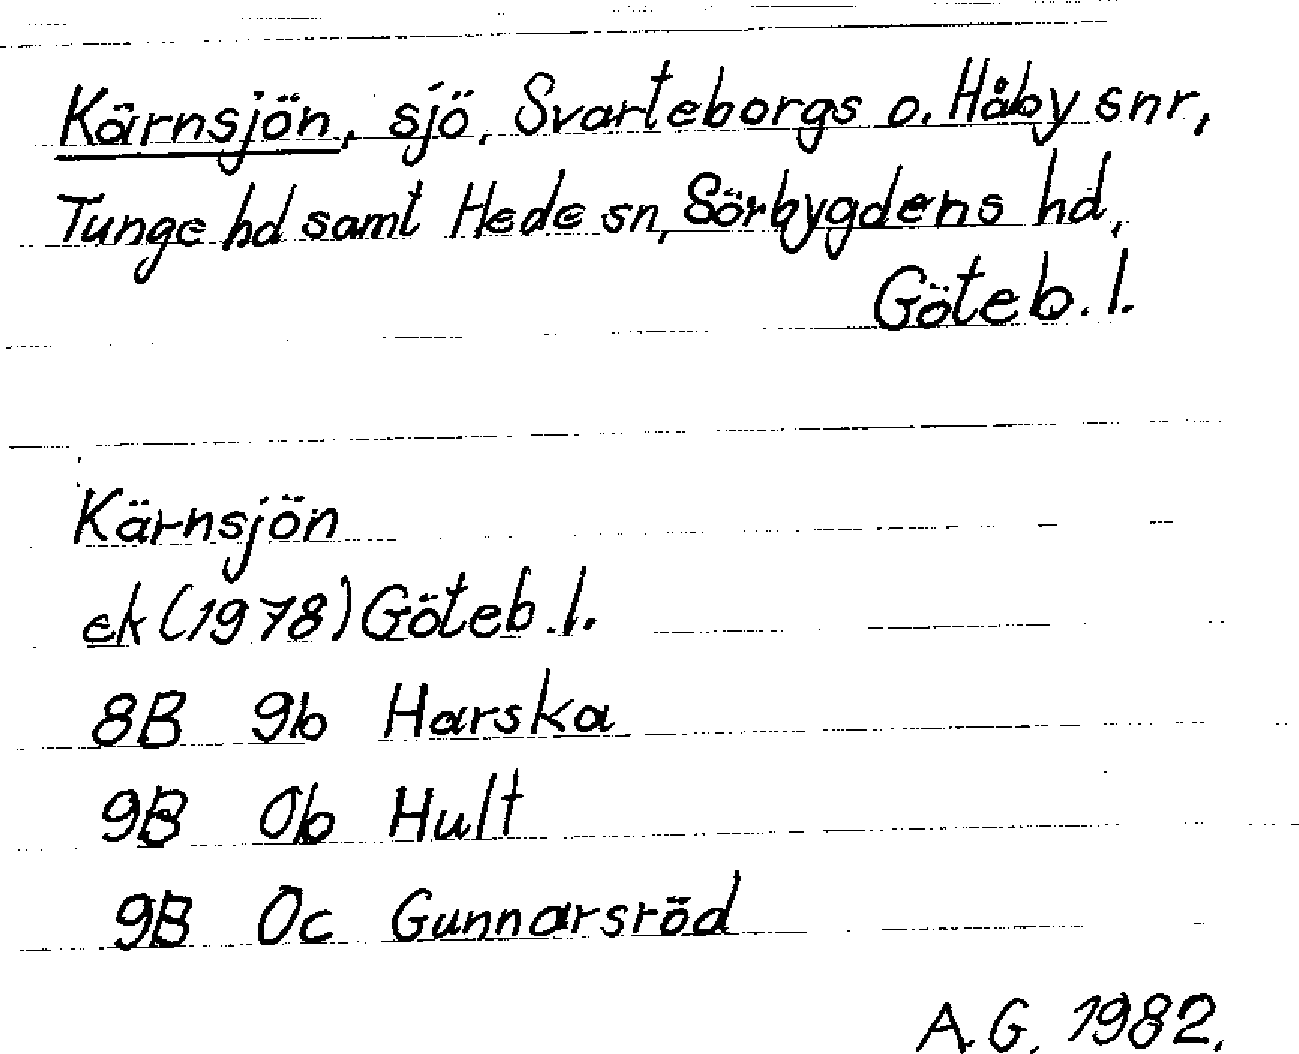 Kärnsjön, sjö, Svarteborgs o. Håby snr,
Tunge hd samt Hede sn, Sörbygdens hd,
Göteb. l.
Kärnsjön
ek (1978) Göteb. l.
8B 9b Harska
9B 0b Hult
9B 0c Gunnarsröd
A.G. 1982.